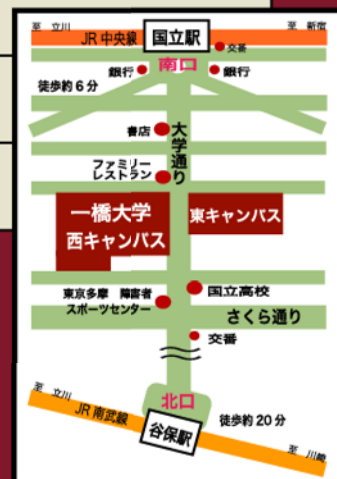 至 立川
至 新宿
JR 中央線
国立駅
交番
南口
銀行
銀行
徒歩約6分
書店
大学通り
ファミリー
レストラン
一橋大学
西キャンパス
東キャンパス
東京多摩 障害者
スポーツセンター
国立高校
さくら通り
交番
北口
至 立川
JR 南武線
谷保駅
徒歩約20分
至 川崎